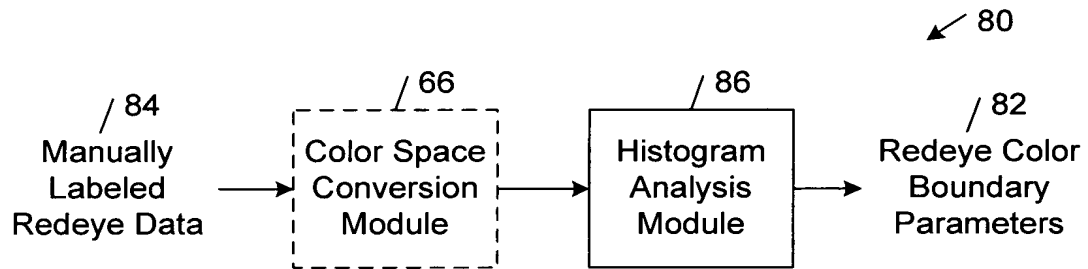 80
84
66
86
82
Manually
Labeled
Redeye Data
Color Space
Conversion
Module
Histogram
Analysis
Module
Redeye Color
Boundary
Parameters